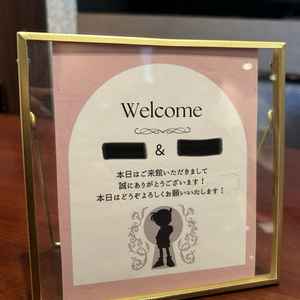 Welcome
&
本日はご来館いただきまして
誠にありがとうございます！
本日はどうぞよろしくお願いいたします！